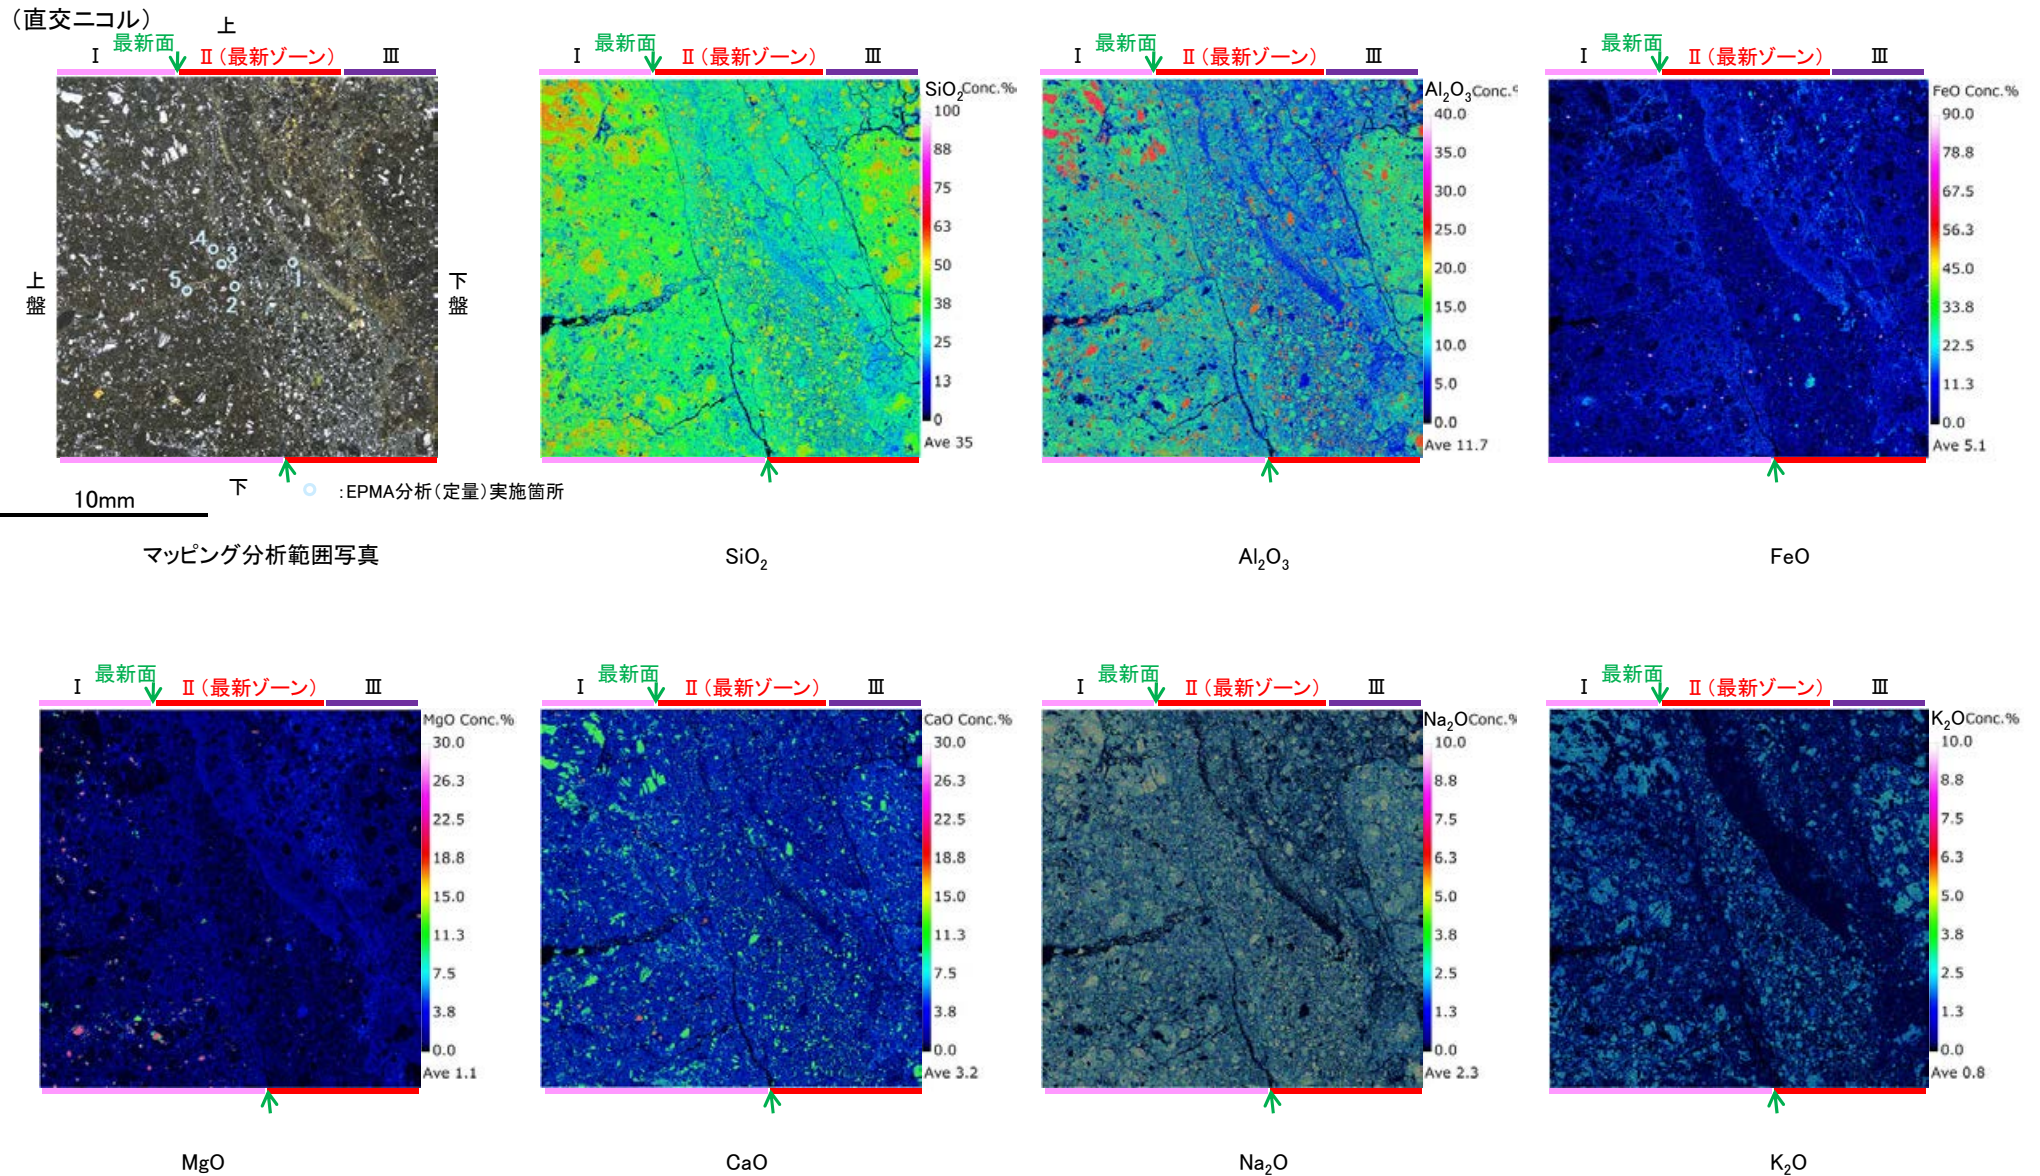 (直交ニコル)
上
最新面
Ⅰ Ⅱ(最新ゾーン) Ⅲ
上盤
下盤
4
3
5
2
1
下
10mm
:EPMA分析(定量)実施箇所
マッピング分析範囲写真
最新面
Ⅰ Ⅱ(最新ゾーン) Ⅲ
SiO₂ Conc.%
100
88
75
63
50
38
25
13
0
Ave 35
SiO₂
最新面
Ⅰ Ⅱ(最新ゾーン) Ⅲ
Al₂O₃ Conc.%
40.0
35.0
30.0
25.0
20.0
15.0
10.0
5.0
0.0
Ave 11.7
Al₂O₃
最新面
Ⅰ Ⅱ(最新ゾーン) Ⅲ
FeO Conc.%
90.0
78.8
67.5
56.3
45.0
33.8
22.5
11.3
0.0
Ave 5.1
FeO
最新面
Ⅰ Ⅱ(最新ゾーン) Ⅲ
MgO Conc.%
30.0
26.3
22.5
18.8
15.0
11.3
7.5
3.8
0.0
Ave 1.1
MgO
最新面
Ⅰ Ⅱ(最新ゾーン) Ⅲ
CaO Conc.%
30.0
26.3
22.5
18.8
15.0
11.3
7.5
3.8
0.0
Ave 3.2
CaO
最新面
Ⅰ Ⅱ(最新ゾーン) Ⅲ
Na₂O Conc.%
10.0
8.8
7.5
6.3
5.0
3.8
2.5
1.3
0.0
Ave 2.3
Na₂O
最新面
Ⅰ Ⅱ(最新ゾーン) Ⅲ
K₂O Conc.%
10.0
8.8
7.5
6.3
5.0
3.8
2.5
1.3
0.0
Ave 0.8
K₂O